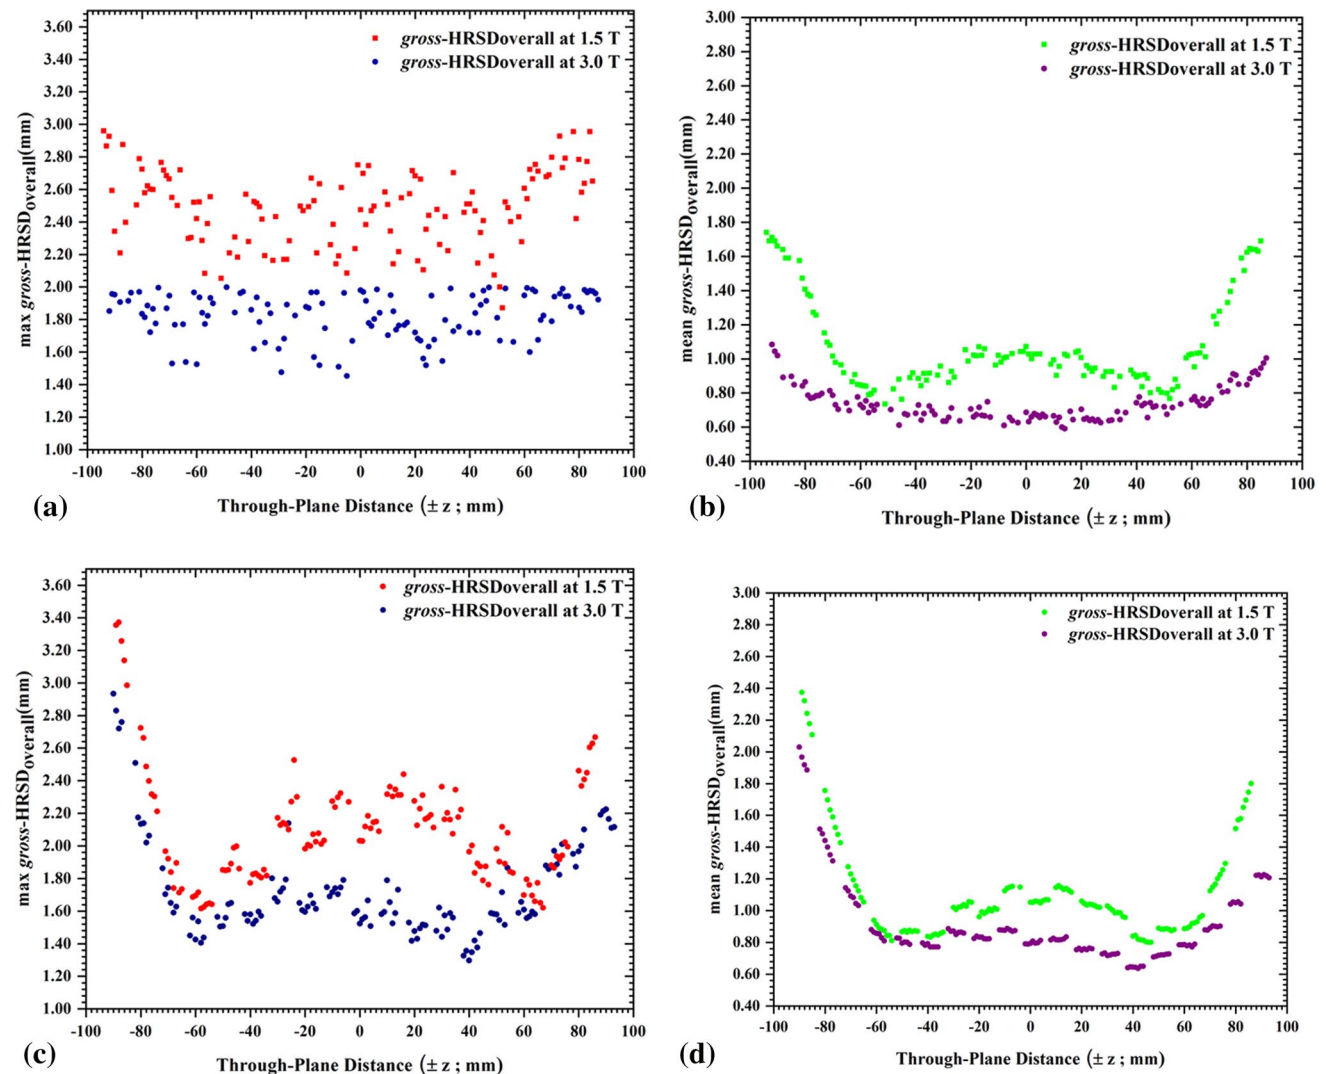 3.60
3.40
3.20
3.00
2.80
2.60
2.40
2.20
2.00
1.80
1.60
1.40
1.20
1.00
max gross-HRSDoverall(mm)
gross-HRSDoverall at 1.5 T
gross-HRSDoverall at 3.0 T
-100 -80 -60 -40 -20 0 20 40 60 80 100
Through-Plane Distance (± z ; mm)
(a)
3.00
2.80
2.60
2.40
2.20
2.00
1.80
1.60
1.40
1.20
1.00
0.80
0.60
0.40
mean gross-HRSDoverall(mm)
gross-HRSDoverall at 1.5 T
gross-HRSDoverall at 3.0 T
-100 -80 -60 -40 -20 0 20 40 60 80 100
Through-Plane Distance (± z ; mm)
(b)
3.60
3.40
3.20
3.00
2.80
2.60
2.40
2.20
2.00
1.80
1.60
1.40
1.20
1.00
max gross-HRSDoverall(mm)
gross-HRSDoverall at 1.5 T
gross-HRSDoverall at 3.0 T
-100 -80 -60 -40 -20 0 20 40 60 80 100
Through-Plane Distance (± z ; mm)
(c)
3.00
2.80
2.60
2.40
2.20
2.00
1.80
1.60
1.40
1.20
1.00
0.80
0.60
0.40
mean gross-HRSDoverall(mm)
gross-HRSDoverall at 1.5 T
gross-HRSDoverall at 3.0 T
-100 -80 -60 -40 -20 0 20 40 60 80 100
Through-Plane Distance (± z ; mm)
(d)